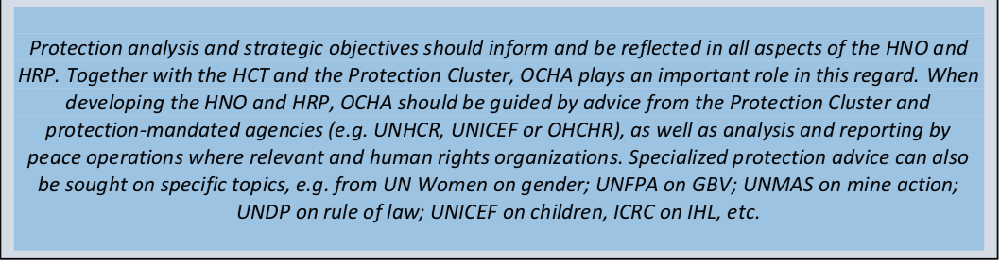 Protection analysis and strategic objectives should inform and be reflected in all aspects of the HNO and
HRP. Together with the HCT and the Protection Cluster, OCHA plays an important role in this regard. When
developing the HNO and HRP, OCHA should be guided by advice from the Protection Cluster and
protection-mandated agencies (e.g. UNHCR, UNICEF or OHCHR), as well as analysis and reporting by
peace operations where relevant and human rights organizations. Specialized protection advice can also
be sought on specific topics, e.g. from UN Women on gender; UNFPA on GBV; UNMAS on mine action;
UNDP on rule of law; UNICEF on children, ICRC on IHL, etc.